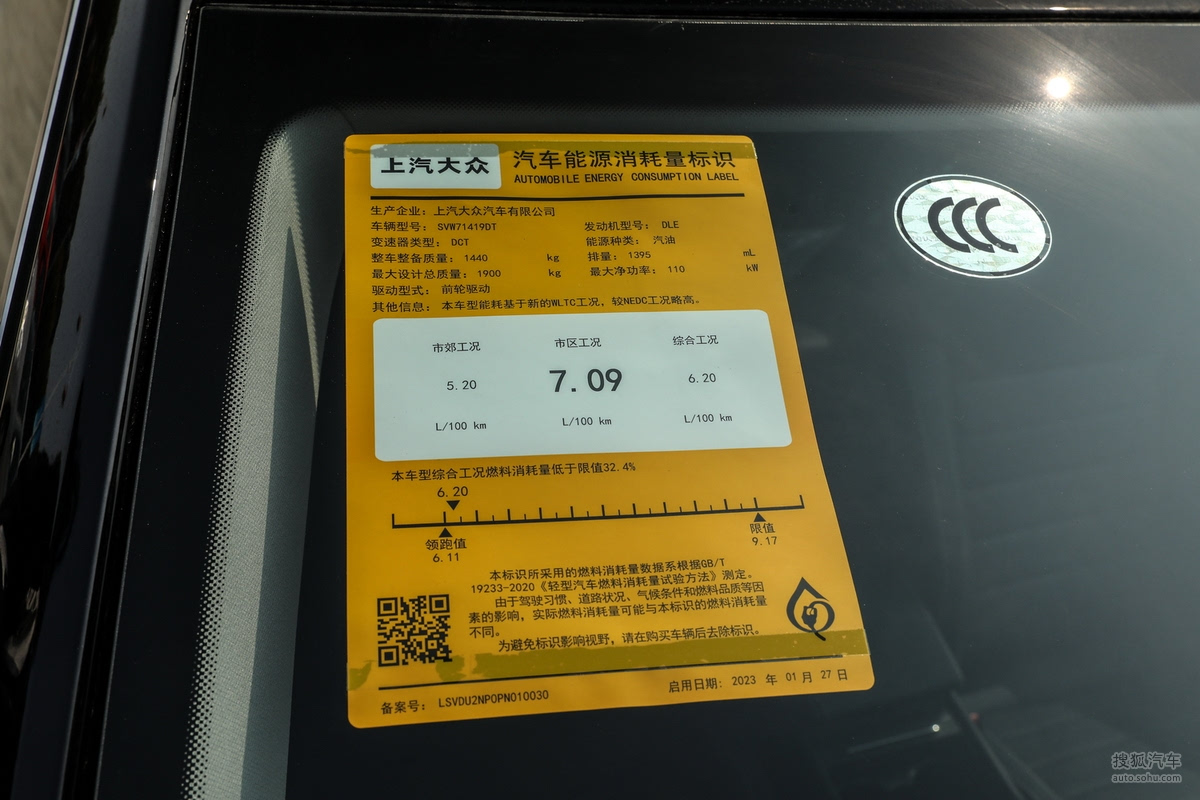 上汽大众
汽车能源消耗量标识
AUTOMOBILE ENERGY CONSUMPTION LABEL
生产企业：上汽大众汽车有限公司
车辆型号：SVW71419DT 发动机型号：DLE
变速器类型：DCT 能源种类：汽油
整车整备质量：1440 kg 排量：1395 mL
最大设计总质量：1900 kg 最大净功率：110 kW
驱动型式：前轮驱动
其他信息：本车型能耗基于新的WLTC工况，较NEDC工况略高。
市郊工况 市区工况 综合工况
5.20 7.09 6.20
L/100 km L/100 km L/100 km
本车型综合工况燃料消耗量低于限值32.4%
6.20
领跑值 限值
6.11 9.17
本标识所采用的燃料消耗量数据系根据GB/T
19233-2020《轻型汽车燃料消耗量试验方法》测定。
由于驾驶习惯、道路状况、气候条件和燃料品质等因
素的影响，实际燃料消耗量可能与本标识的燃料消耗量
不同。
为避免标识影响视野，请在购买车辆后去除标识。
备案号：LSVDU2NP0PN010030 启用日期：2023 年 01 月 27 日
CCC
搜狐汽车
auto.sohu.com